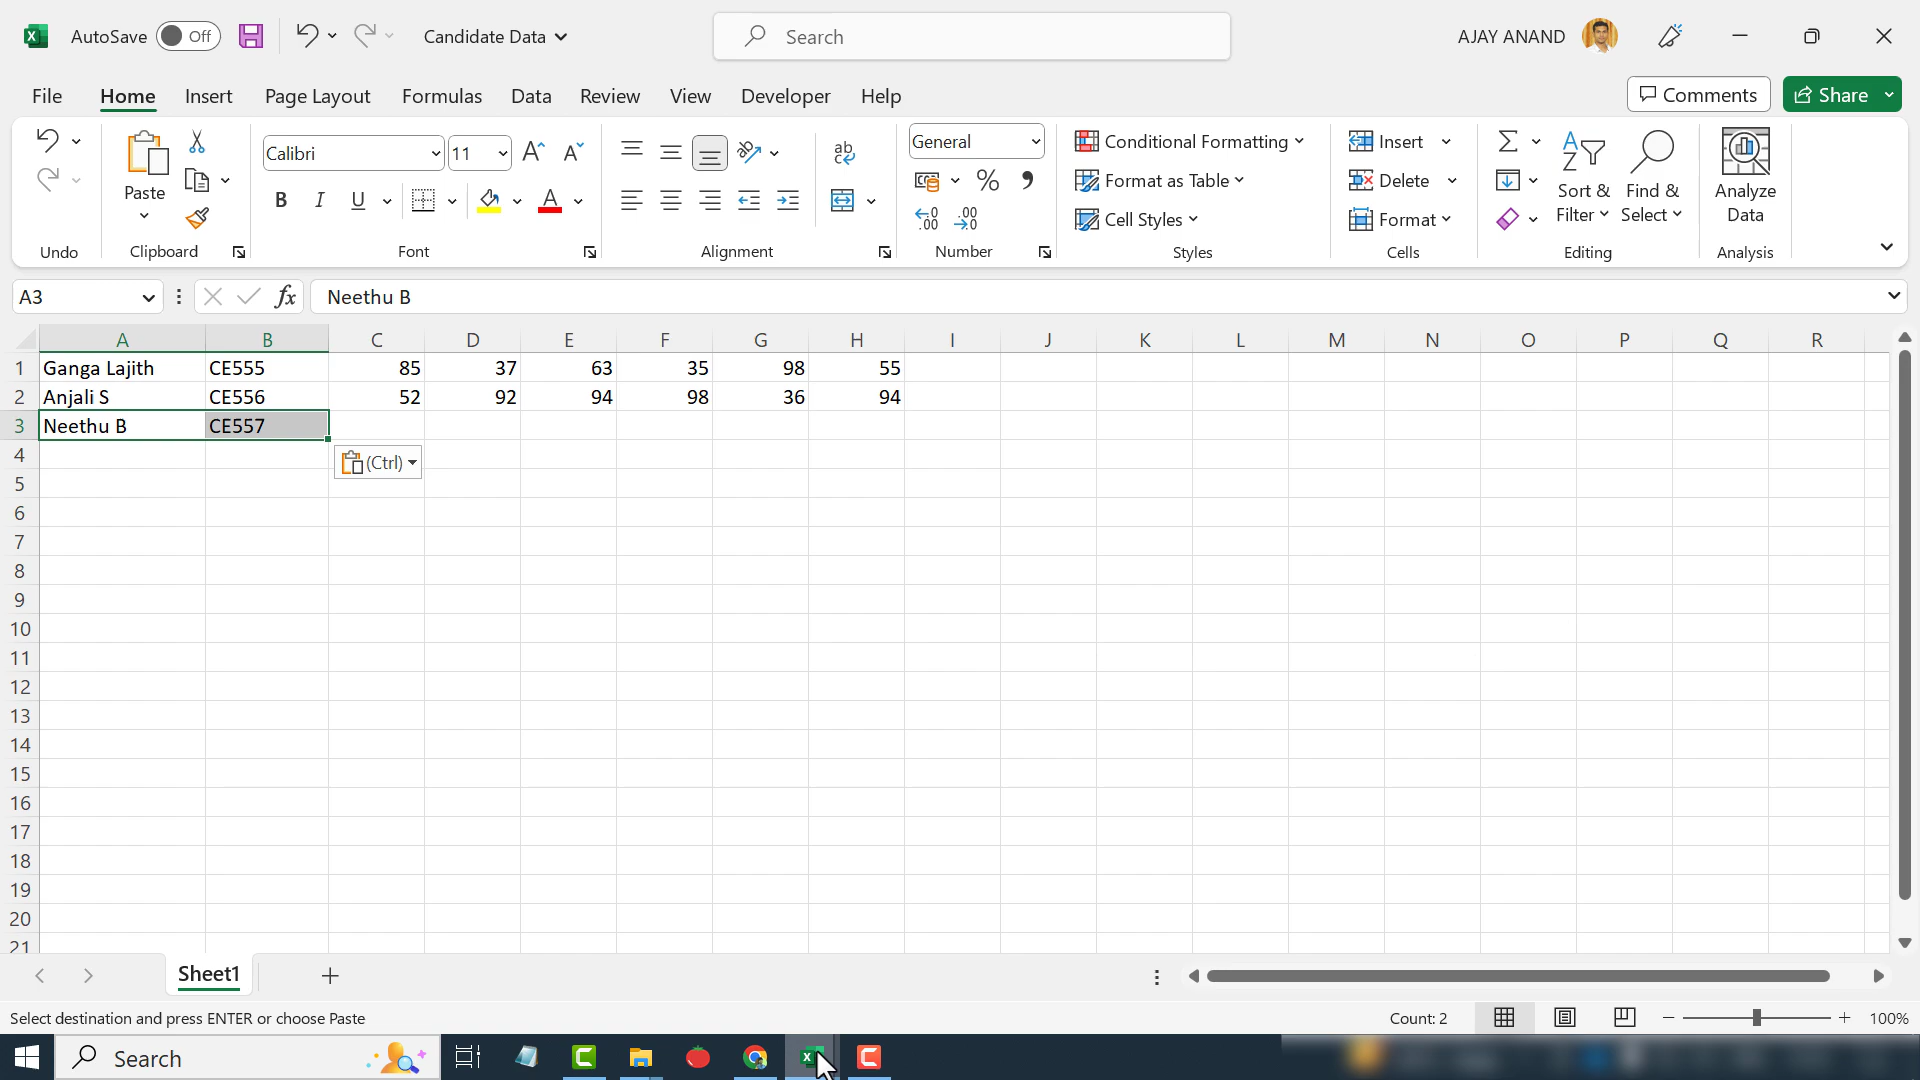 AutoSave Off Candidate Data Search AJAY ANAND
File Home Insert Page Layout Formulas Data Review View Developer Help Comments Share
Calibri 11 General Conditional Formatting Insert
Paste B I U ab Format as Table Delete Sort & Filter Find & Select Analyze Data
Cell Styles Format
Undo Clipboard Font Alignment Number Styles Cells Editing Analysis
A3 fx Neethu B
A B C D E F G H I J K L M N O P Q R
1 Ganga Lajith CE555 85 37 63 35 98 55
2 Anjali S CE556 52 92 94 98 36 94
3 Neethu B CE557
4 (Ctrl)
5
6
7
8
9
10
11
12
13
14
15
16
17
18
19
20
21
Sheet1
Select destination and press ENTER or choose Paste Count: 2 100%
Search